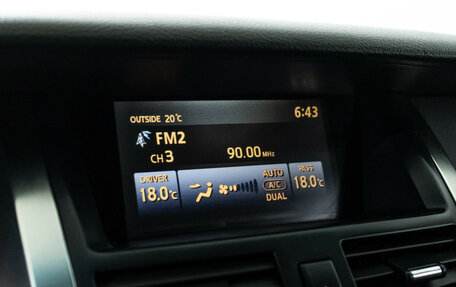 OUTSIDE 20°C 6:43
FM2
CH 3 90.00 MHz
DRIVER AUTO PASS
18.0°C A/C 18.0°C
DUAL